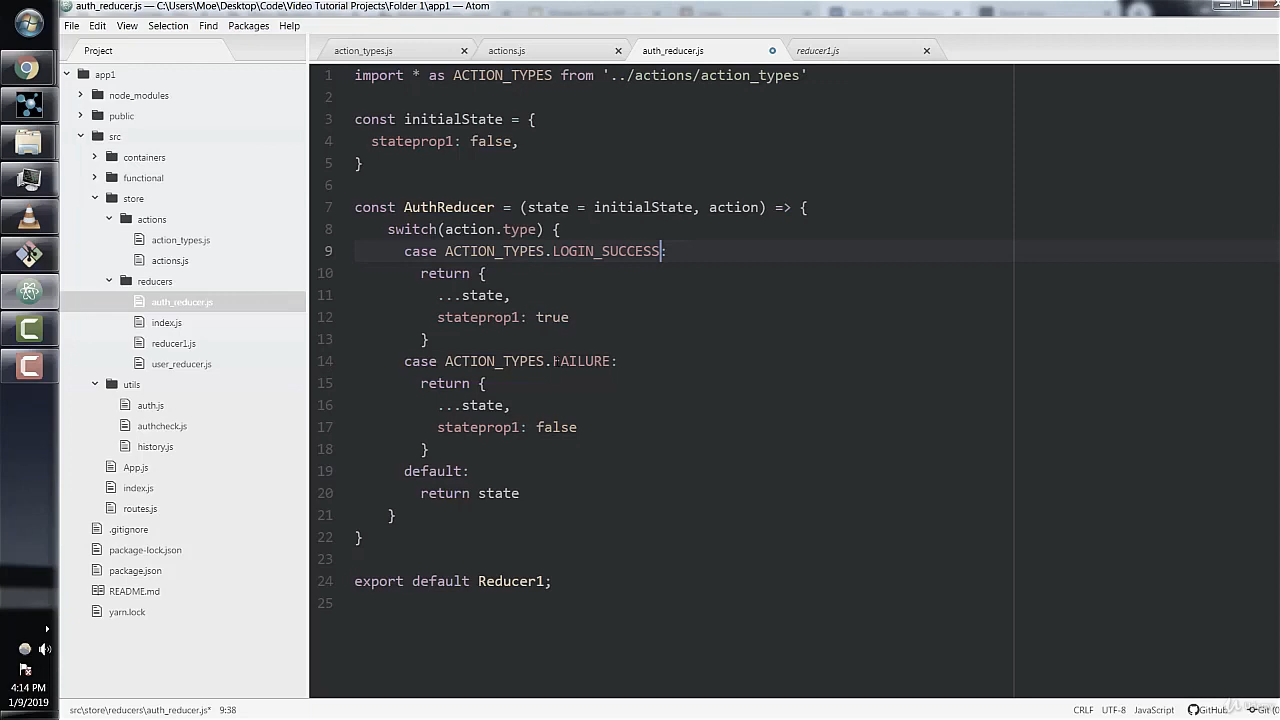 auth_reducer.js — C:\Users\Moe\Desktop\Code\Video Tutorial Projects\Folder 1\app1 — Atom
File Edit View Selection Find Packages Help
Project
action_types.js
actions.js
auth_reducer.js
reducer1.js
app1
node_modules
public
src
containers
functional
store
actions
action_types.js
actions.js
reducers
auth_reducer.js
index.js
reducer1.js
user_reducer.js
utils
auth.js
authcheck.js
history.js
App.js
index.js
routes.js
.gitignore
package-lock.json
package.json
README.md
yarn.lock
1 import * as ACTION_TYPES from '../actions/action_types'
2
3 const initialState = {
4 stateprop1: false,
5 }
6
7 const AuthReducer = (state = initialState, action) => {
8 switch(action.type) {
9 case ACTION_TYPES.LOGIN_SUCCESS:
10 return {
11 ...state,
12 stateprop1: true
13 }
14 case ACTION_TYPES.FAILURE:
15 return {
16 ...state,
17 stateprop1: false
18 }
19 default:
20 return state
21 }
22 }
23
24 export default Reducer1;
25
4:14 PM
1/9/2019
src\store\reducers\auth_reducer.js* 9:38
CRLF UTF-8 JavaScript GitHub Git (0